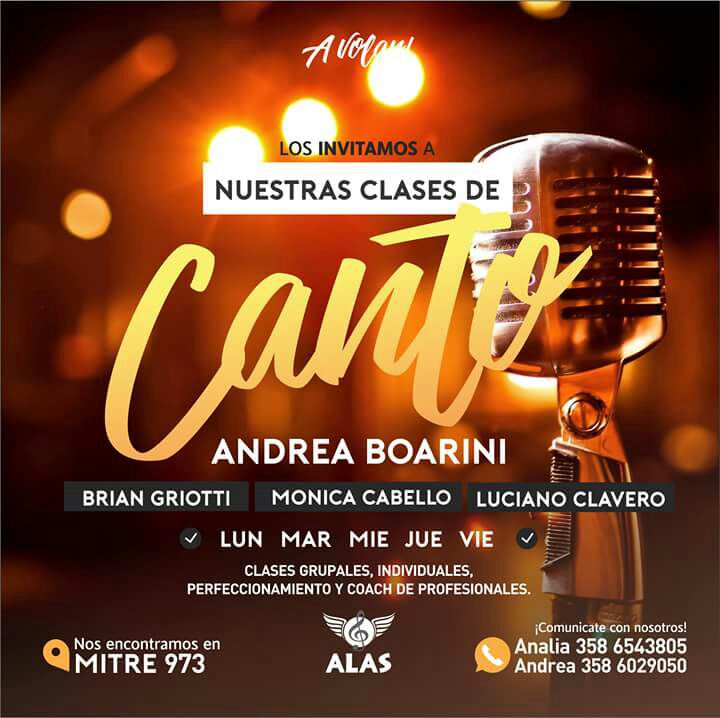 A volar!
LOS INVITAMOS A
NUESTRAS CLASES DE
Canto
ANDREA BOARINI
BRIAN GRIOTTI MONICA CABELLO LUCIANO CLAVERO
LUN MAR MIE JUE VIE
CLASES GRUPALES, INDIVIDUALES,
PERFECCIONAMIENTO Y COACH DE PROFESIONALES.
Nos encontramos en
MITRE 973
ALAS
¡Comunicate con nosotros!
Analia 358 6543805
Andrea 358 6029050